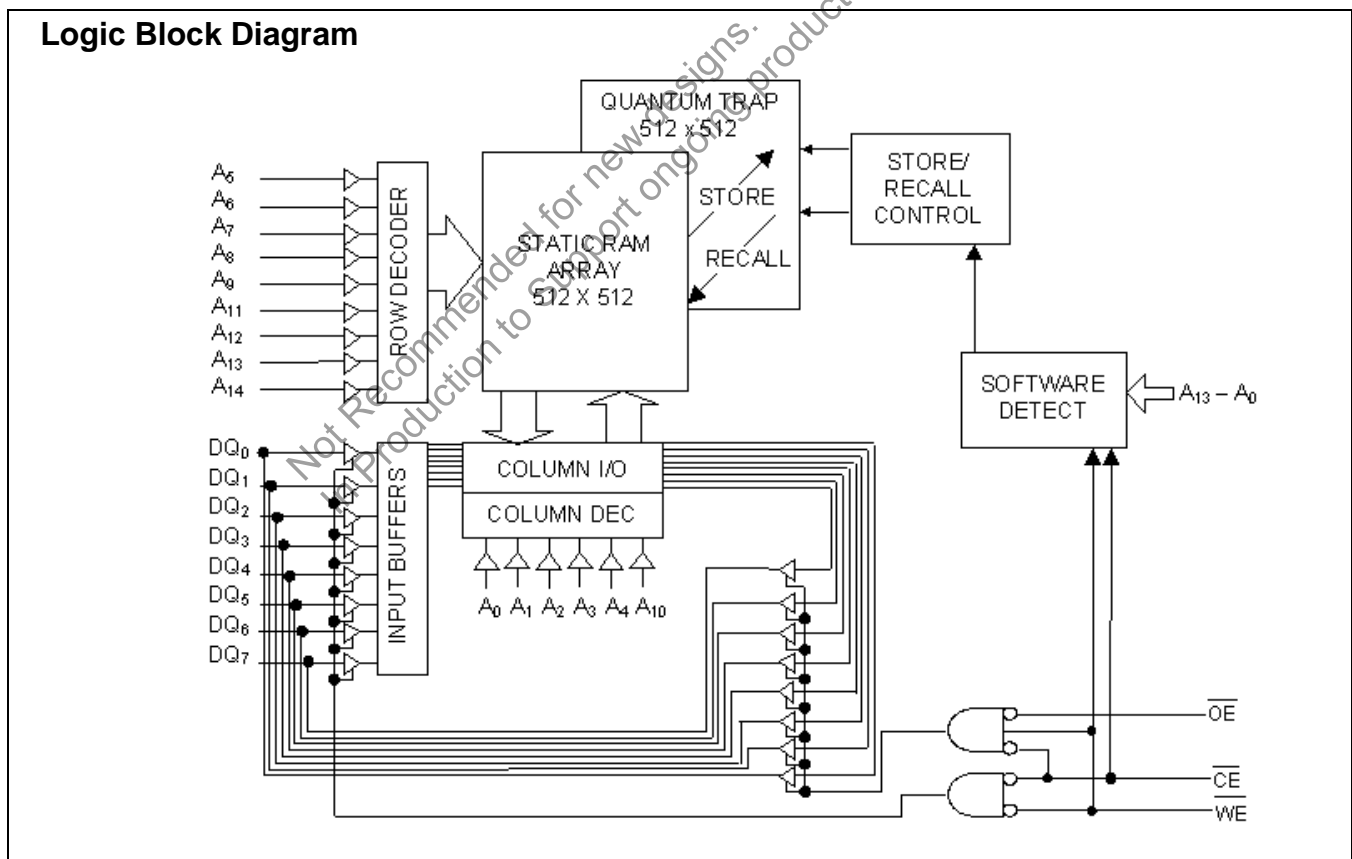 Logic Block Diagram
Not Recommended for new designs.
In Production to Support ongoing product
QUANTUM TRAP
512 x 512
STORE
RECALL
STATIC RAM
ARRAY
512 X 512
STORE/
RECALL
CONTROL
A5
A6
A7
A8
A9
A11
A12
A13
A14
ROW DECODER
SOFTWARE
DETECT
A13 – A0
DQ0
DQ1
DQ2
DQ3
DQ4
DQ5
DQ6
DQ7
INPUT BUFFERS
COLUMN I/O
COLUMN DEC
A0 A1 A2 A3 A4 A10
OE
CE
WE